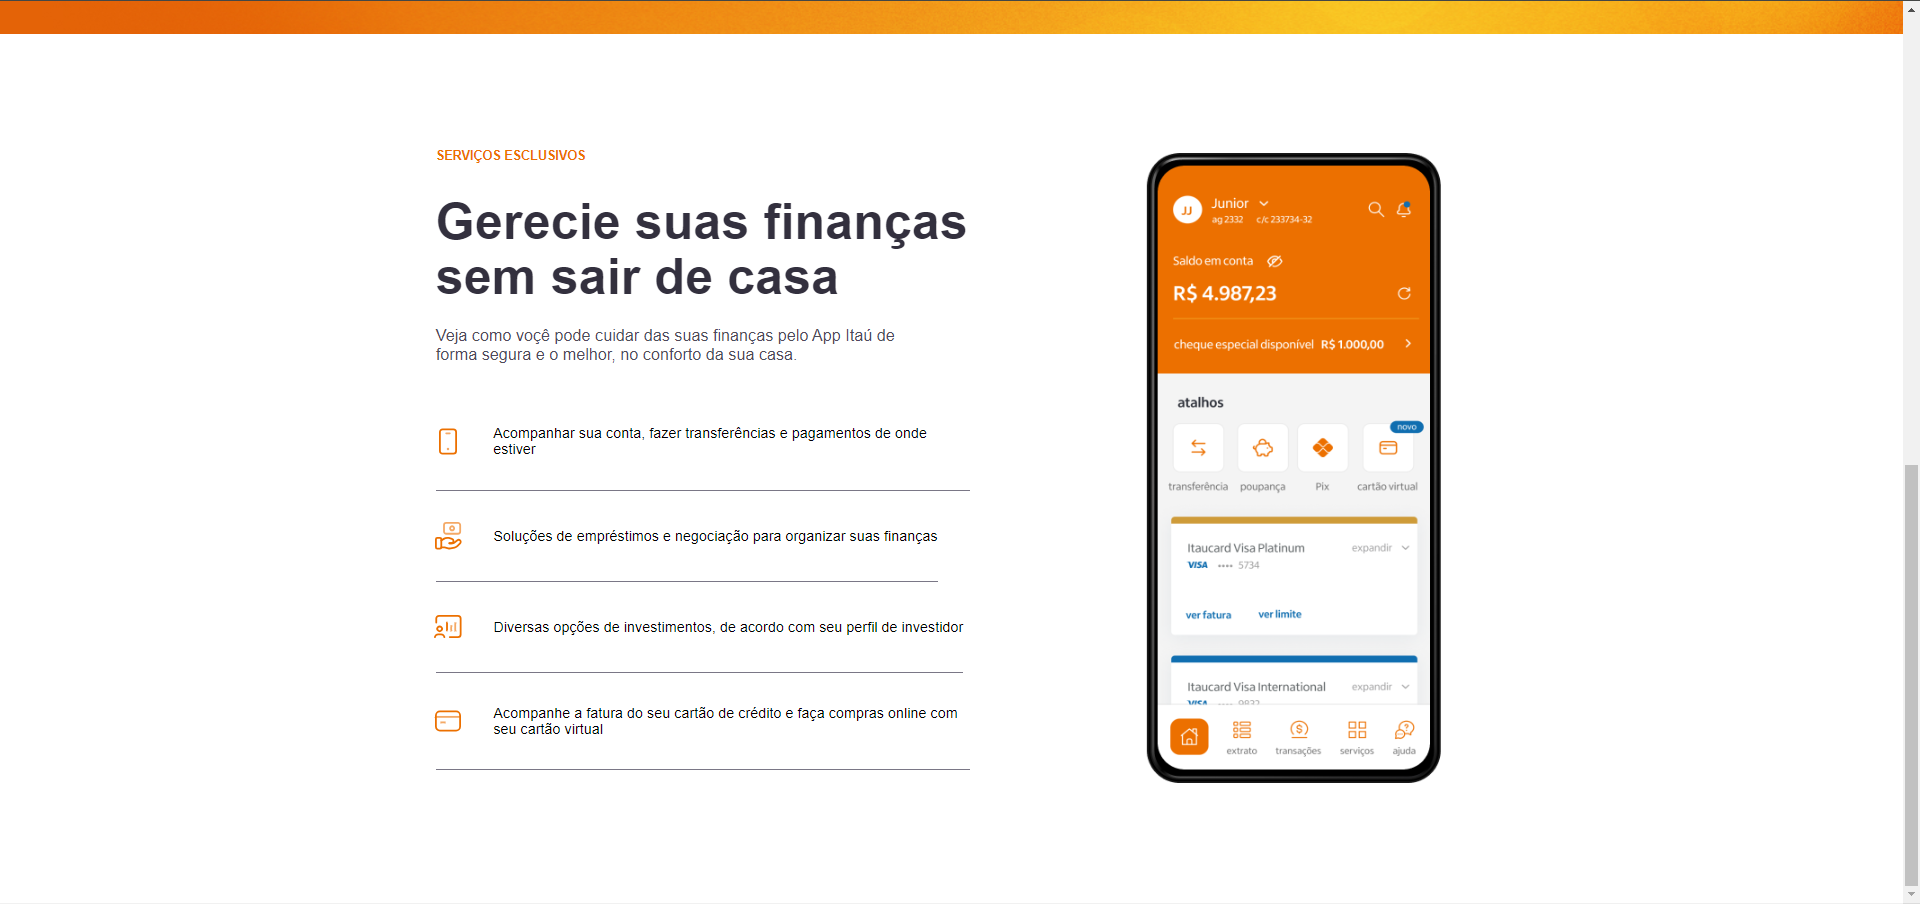 SERVIÇOS ESCLUSIVOS
Gerecie suas finanças
sem sair de casa
Veja como voçê pode cuidar das suas finanças pelo App Itaú de
forma segura e o melhor, no conforto da sua casa.
Acompanhar sua conta, fazer transferências e pagamentos de onde
estiver
Soluções de empréstimos e negociação para organizar suas finanças
Diversas opções de investimentos, de acordo com seu perfil de investidor
Acompanhe a fatura do seu cartão de crédito e faça compras online com
seu cartão virtual
JJ
Junior
ag 2332 c/c 233734-32
Saldo em conta
R$ 4.987,23
cheque especial disponível R$ 1.000,00
atalhos
novo
transferência poupança Pix cartão virtual
Itaucard Visa Platinum expandir
VISA •••• 5734
ver fatura ver limite
Itaucard Visa International expandir
VISA
extrato transações serviços ajuda